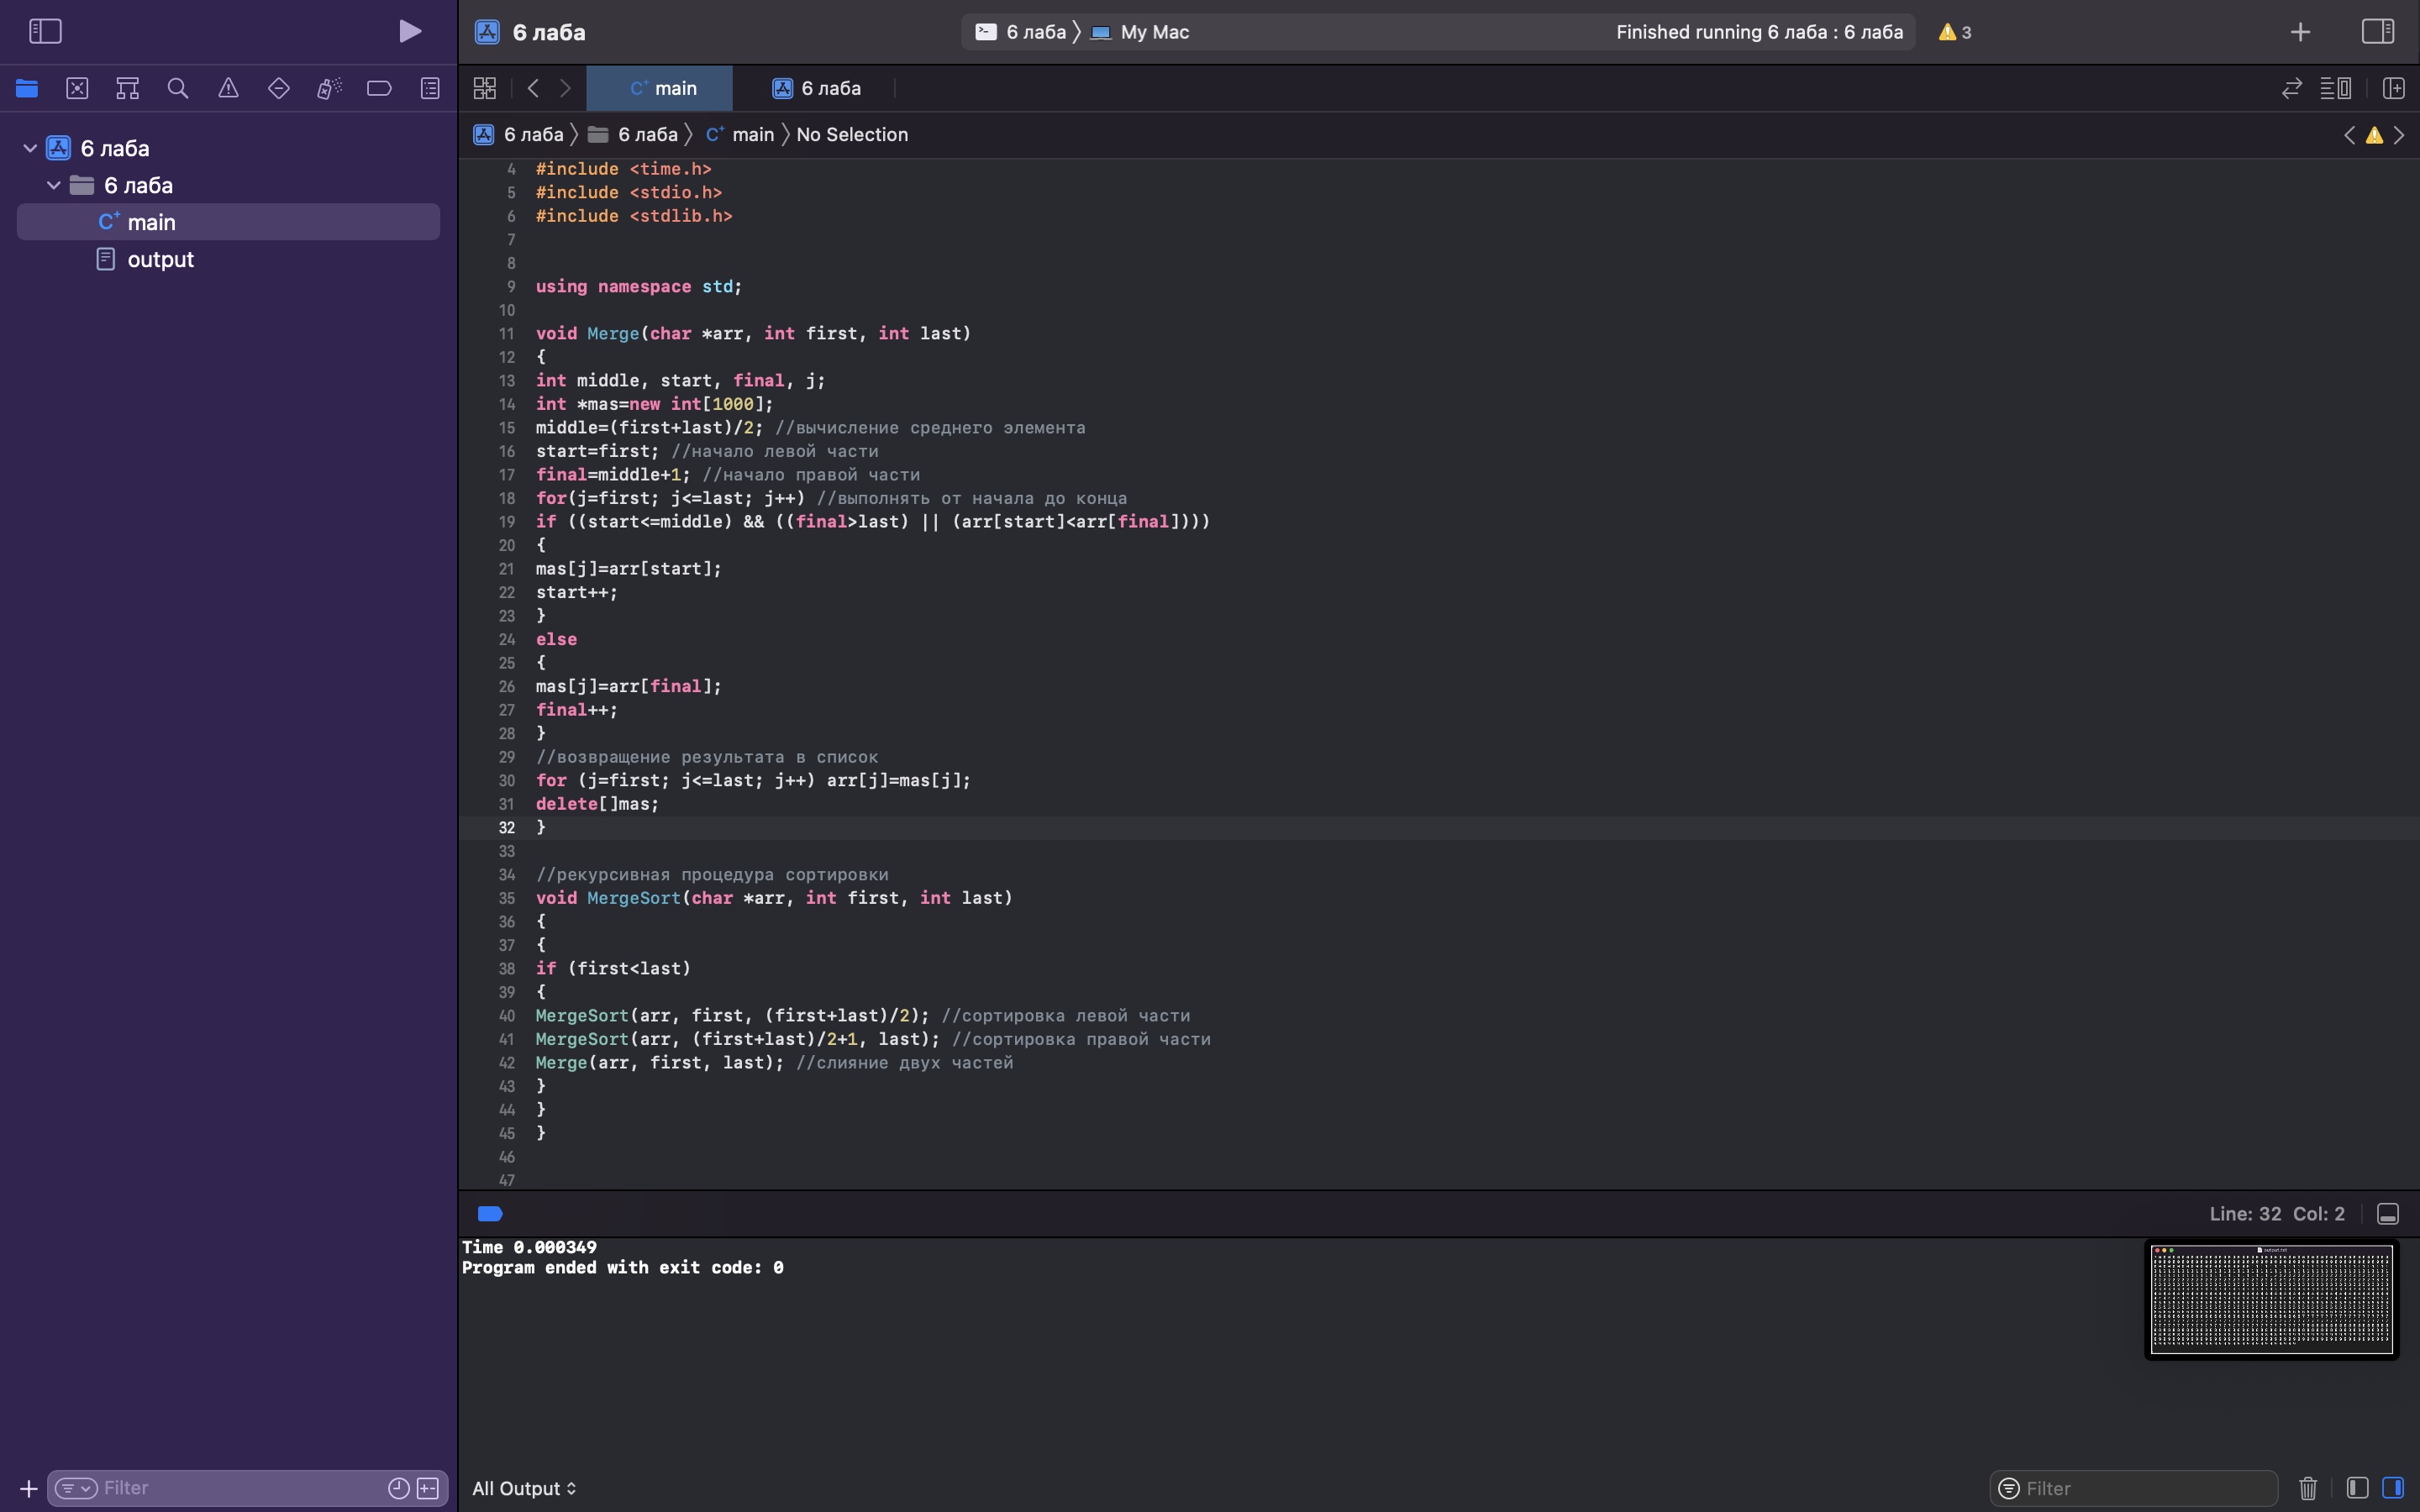 6 лаба
6 лаба
My Mac
Finished running 6 лаба : 6 лаба
3
main
6 лаба
6 лаба
6 лаба
main
No Selection
6 лаба
6 лаба
main
output
4 #include <time.h>
5 #include <stdio.h>
6 #include <stdlib.h>
7
8
9 using namespace std;
10
11 void Merge(char *arr, int first, int last)
12 {
13 int middle, start, final, j;
14 int *mas=new int[1000];
15 middle=(first+last)/2; //вычисление среднего элемента
16 start=first; //начало левой части
17 final=middle+1; //начало правой части
18 for(j=first; j<=last; j++) //выполнять от начала до конца
19 if ((start<=middle) && ((final>last) || (arr[start]<arr[final])))
20 {
21 mas[j]=arr[start];
22 start++;
23 }
24 else
25 {
26 mas[j]=arr[final];
27 final++;
28 }
29 //возвращение результата в список
30 for (j=first; j<=last; j++) arr[j]=mas[j];
31 delete[]mas;
32 }
33
34 //рекурсивная процедура сортировки
35 void MergeSort(char *arr, int first, int last)
36 {
37 {
38 if (first<last)
39 {
40 MergeSort(arr, first, (first+last)/2); //сортировка левой части
41 MergeSort(arr, (first+last)/2+1, last); //сортировка правой части
42 Merge(arr, first, last); //слияние двух частей
43 }
44 }
45 }
46
47
Line: 32 Col: 2
Time 0.000349
Program ended with exit code: 0
Filter
All Output
Filter